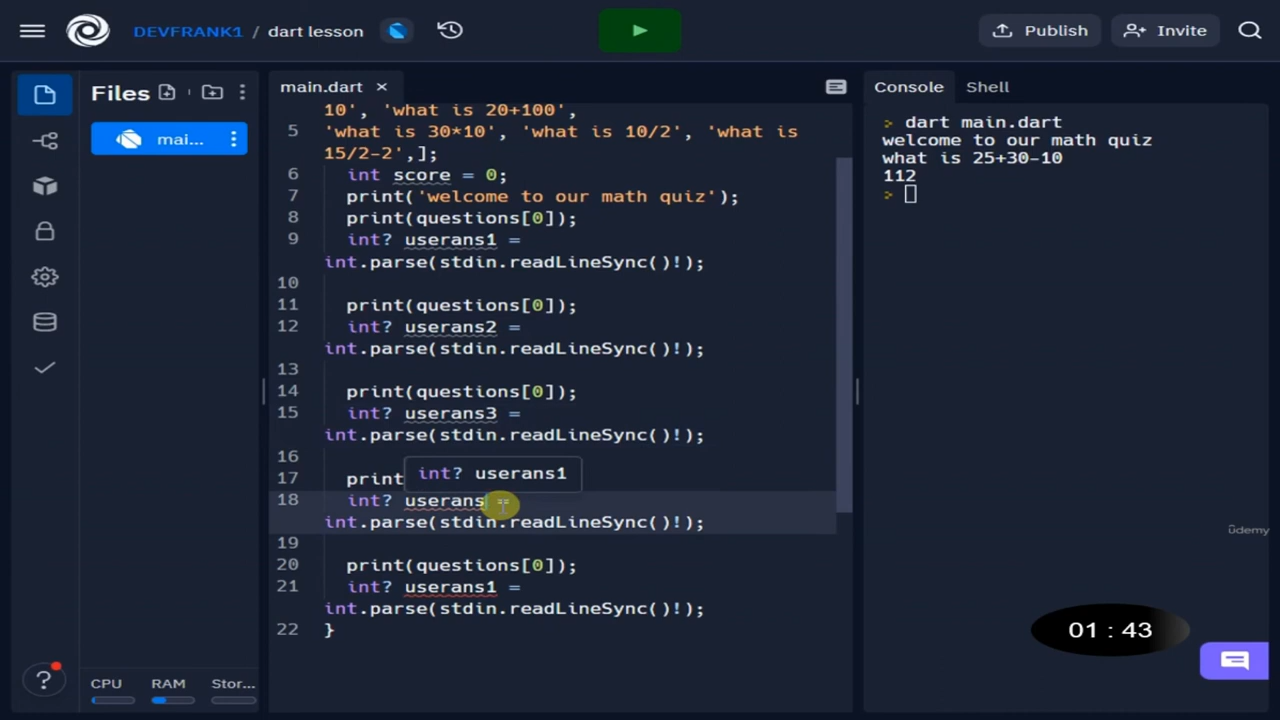 DEVFRANK1 / dart lesson
Publish
Invite
Files
mai...
CPU RAM Stor...
main.dart ×
10', 'what is 20+100',
5 'what is 30*10', 'what is 10/2', 'what is
15/2-2',];
6 int score = 0;
7 print('welcome to our math quiz');
8 print(questions[0]);
9 int? userans1 =
int.parse(stdin.readLineSync()!);
10
11 print(questions[0]);
12 int? userans2 =
int.parse(stdin.readLineSync()!);
13
14 print(questions[0]);
15 int? userans3 =
int.parse(stdin.readLineSync()!);
16
int? userans1
17 print
18 int? userans =
int.parse(stdin.readLineSync()!);
19
20 print(questions[0]);
21 int? userans1 =
int.parse(stdin.readLineSync()!);
22 }
Console Shell
> dart main.dart
welcome to our math quiz
what is 25+30-10
112
>
ûdemy
01 : 43
?